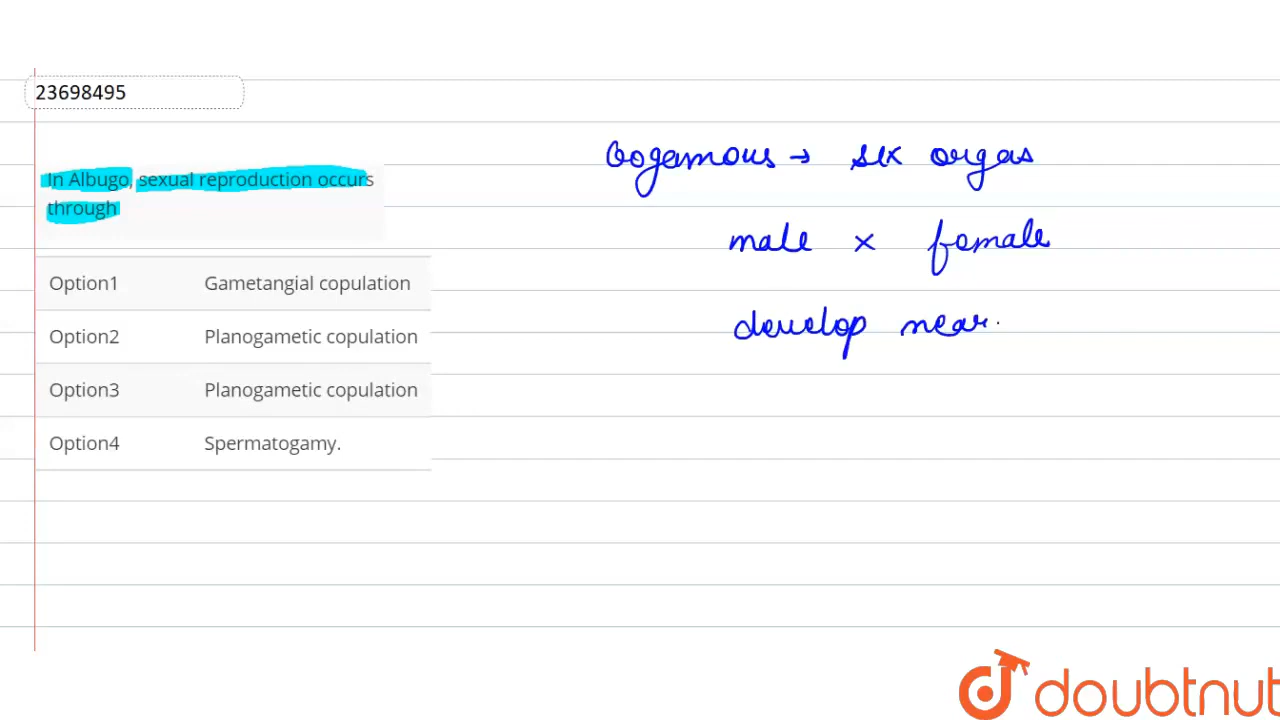 23698495
In Albugo, sexual reproduction occurs
through
Option1 Gametangial copulation
Option2 Planogametic copulation
Option3 Planogametic copulation
Option4 Spermatogamy.
Oogamous → sex orgas
male × female
develop near
doubtnut